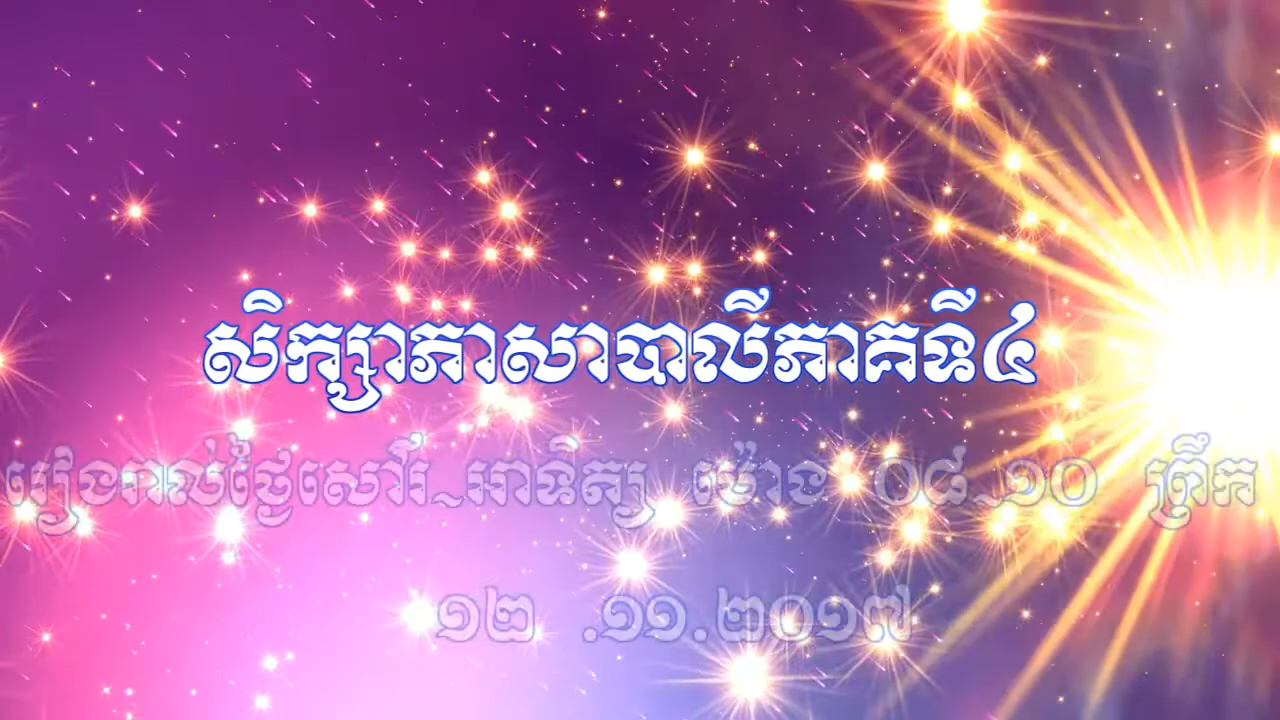 សិក្សាភាសាបាលីភាគទី៤
រៀងរាល់ថ្ងៃសៅរ៍_អាទិត្យ ម៉ោង ០៨_១០ ព្រឹក
១២ .១១.២០១៧